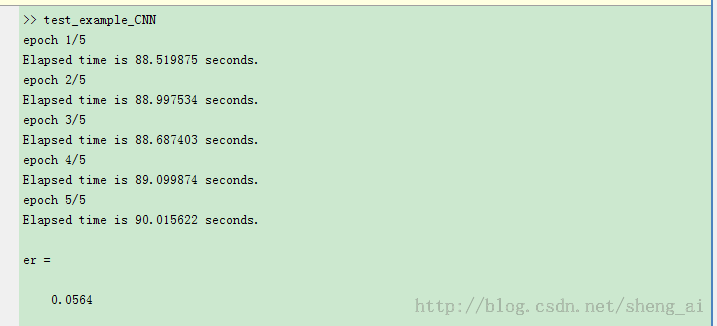 >> test_example_CNN
epoch 1/5
Elapsed time is 88.519875 seconds.
epoch 2/5
Elapsed time is 88.997534 seconds.
epoch 3/5
Elapsed time is 88.687403 seconds.
epoch 4/5
Elapsed time is 89.099874 seconds.
epoch 5/5
Elapsed time is 90.015622 seconds.
er =
0.0564
http://blog.csdn.net/sheng_ai